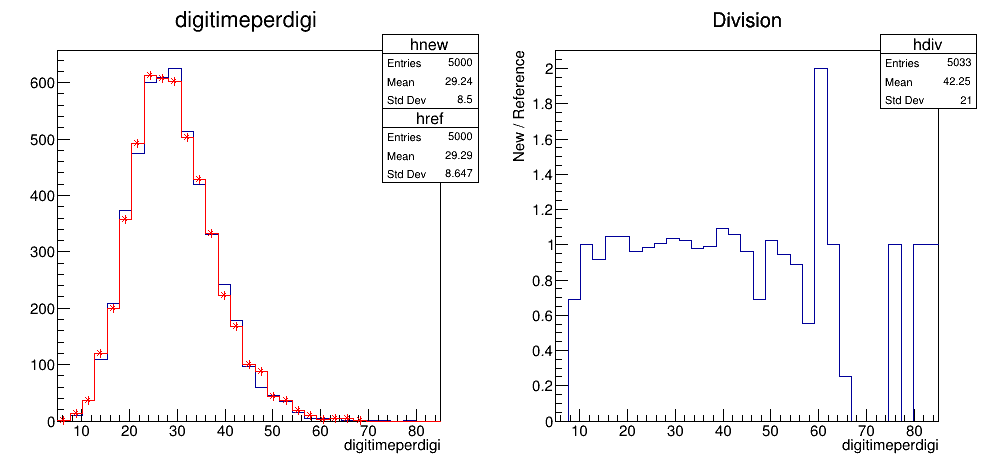 digitimeperdigi
hnew
Entries 5000
Mean 29.24
Std Dev 8.5
href
Entries 5000
Mean 29.29
Std Dev 8.647
600
500
400
300
200
100
0
10 20 30 40 50 60 70 80
digitimeperdigi
Division
hdiv
Entries 5033
Mean 42.25
Std Dev 21
New / Reference
2
1.8
1.6
1.4
1.2
1
0.8
0.6
0.4
0.2
0
10 20 30 40 50 60 70 80
digitimeperdigi